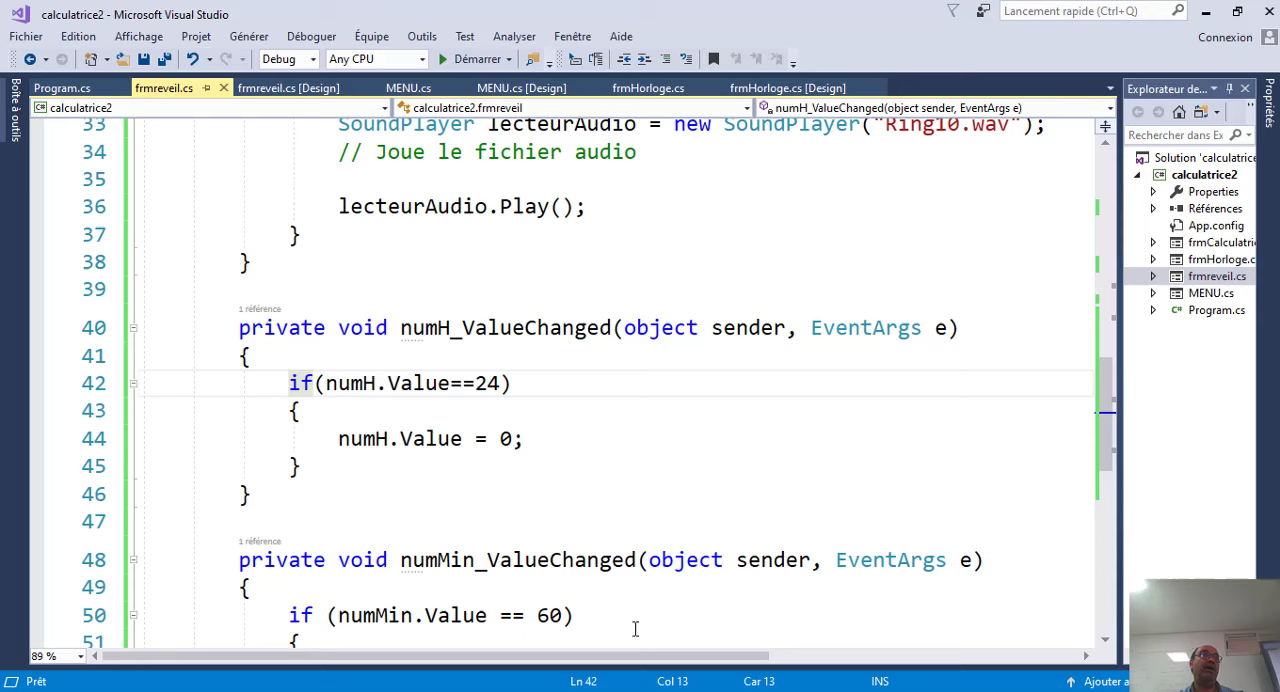 calculatrice2 - Microsoft Visual Studio
Lancement rapide (Ctrl+Q)
Fichier Edition Affichage Projet Générer Déboguer Équipe Outils Test Analyser Fenêtre Aide
Connexion
Debug Any CPU Démarrer
Boîte à outils
Program.cs frmreveil.cs frmreveil.cs [Design] MENU.cs MENU.cs [Design] frmHorloge.cs frmHorloge.cs [Design]
calculatrice2 calculatrice2.frmreveil numH_ValueChanged(object sender, EventArgs e)
33 SoundPlayer lecteurAudio = new SoundPlayer("Ring10.wav");
34 // Joue le fichier audio
35
36 lecteurAudio.Play();
37 }
38 }
39
1 référence
40 private void numH_ValueChanged(object sender, EventArgs e)
41 {
42 if(numH.Value==24)
43 {
44 numH.Value = 0;
45 }
46 }
47
1 référence
48 private void numMin_ValueChanged(object sender, EventArgs e)
49 {
50 if (numMin.Value == 60)
51 {
89 %
Explorateur de...
Rechercher dans Ex
Solution 'calculatrice
calculatrice2
Properties
Références
App.config
frmCalculatri
frmHorloge.c
frmreveil.cs
MENU.cs
Program.cs
Propriétés
Prêt Ln 42 Col 13 Car 13 INS Ajouter a